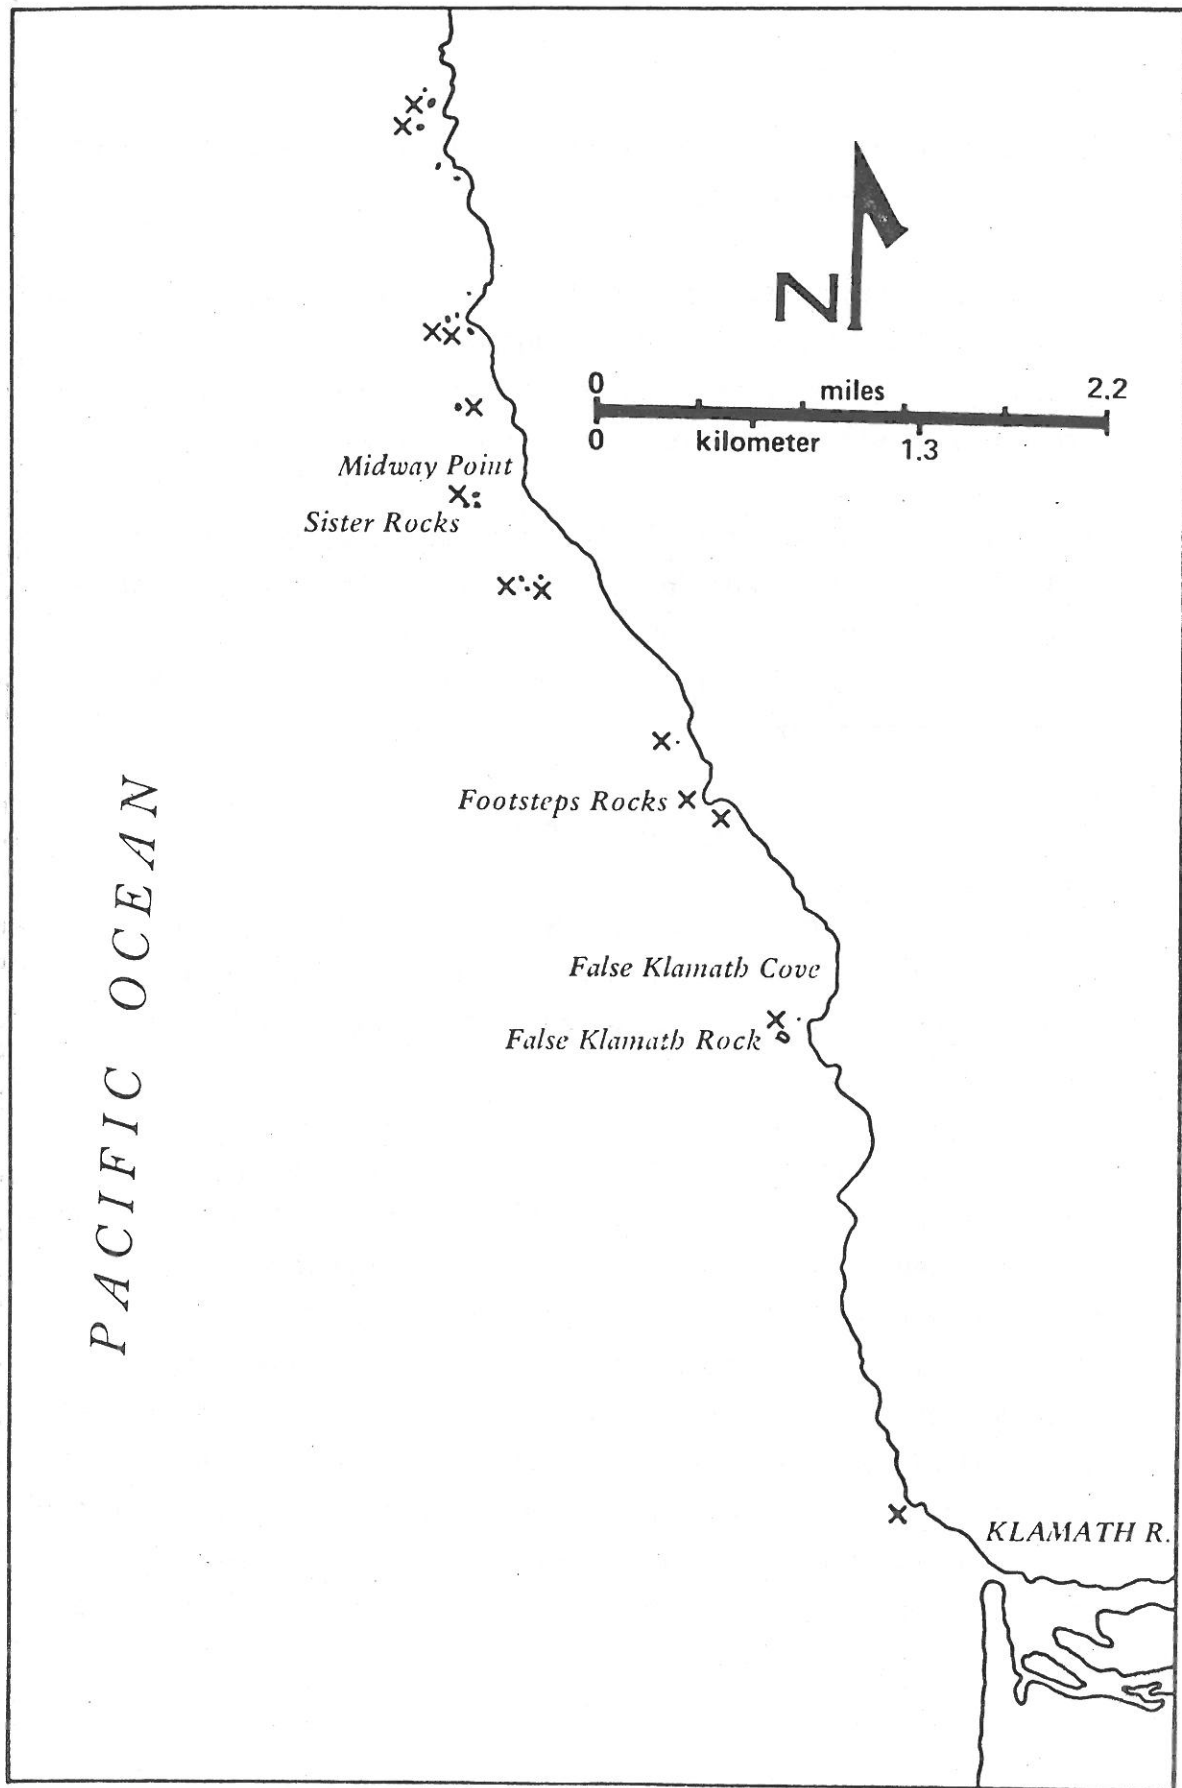 N
0 miles 2.2
0 kilometer 1.3
Midway Point
Sister Rocks
Footsteps Rocks
PACIFIC OCEAN
False Klamath Cove
False Klamath Rock
KLAMATH R.